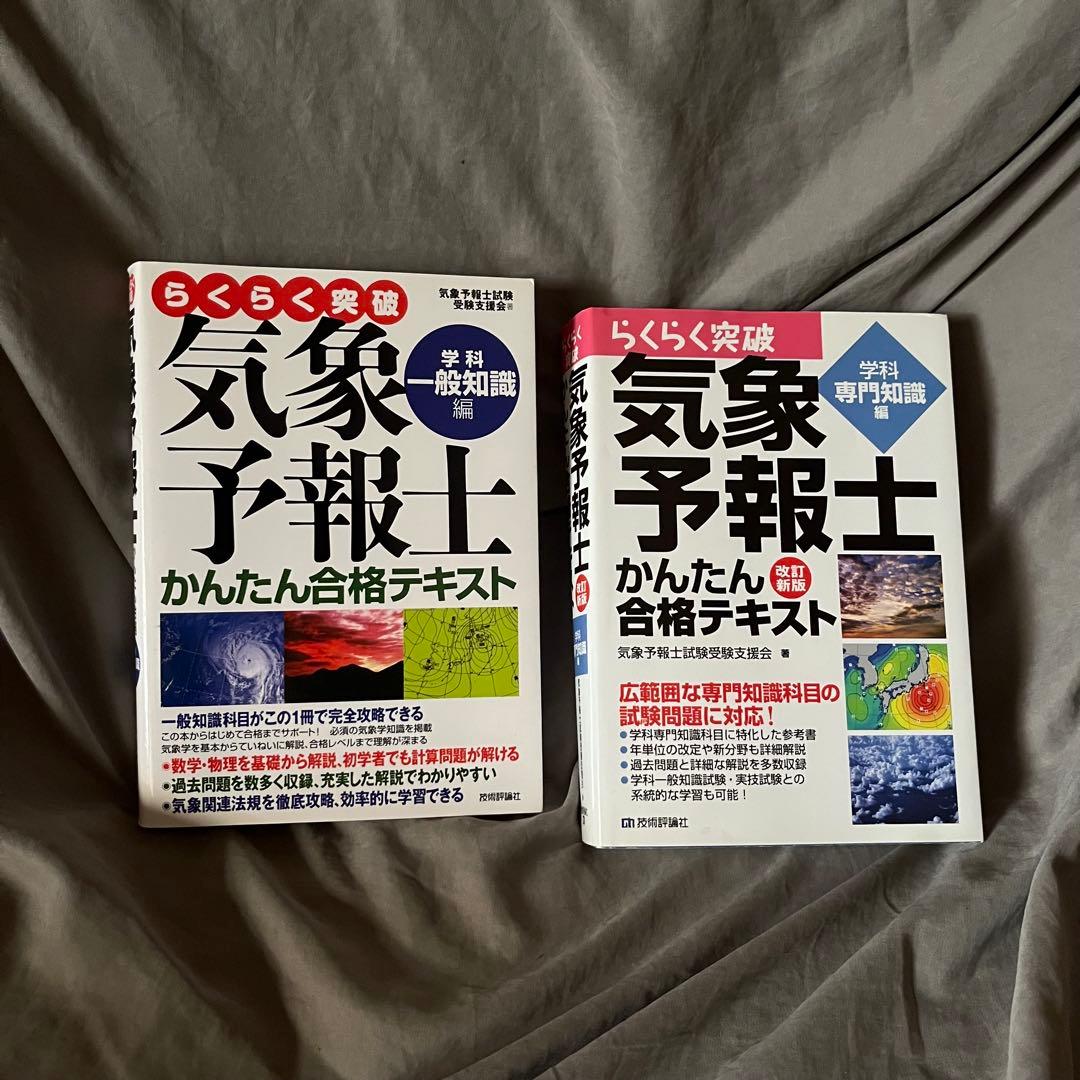 らくらく突破
気象予報士試験
受験支援会著
気象
予報士
学科
一般知識
編
かんたん合格テキスト
一般知識科目がこの1冊で完全攻略できる
この本からはじめて合格までサポート! 必須の気象学知識を掲載
気象学を基本からていねいに解説、合格レベルまで理解が深まる
●数学・物理を基礎から解説、初学者でも計算問題が解ける
●過去問題を数多く収録、充実した解説でわかりやすい
●気象関連法規を徹底攻略、効率的に学習できる
技術評論社
らくらく突破
気象予報士
改訂新版
らくらく突破
学科
専門知識
編
気象
予報士
かんたん
改訂新版
合格テキスト
気象予報士試験受験支援会 著
広範囲な専門知識科目の
試験問題に対応!
●学科専門知識科目に特化した参考書
●年単位の改定や新分野も詳細解説
●過去問題と詳細な解説を多数収録
●学科一般知識試験・実技試験との
系統的な学習も可能!
技術評論社